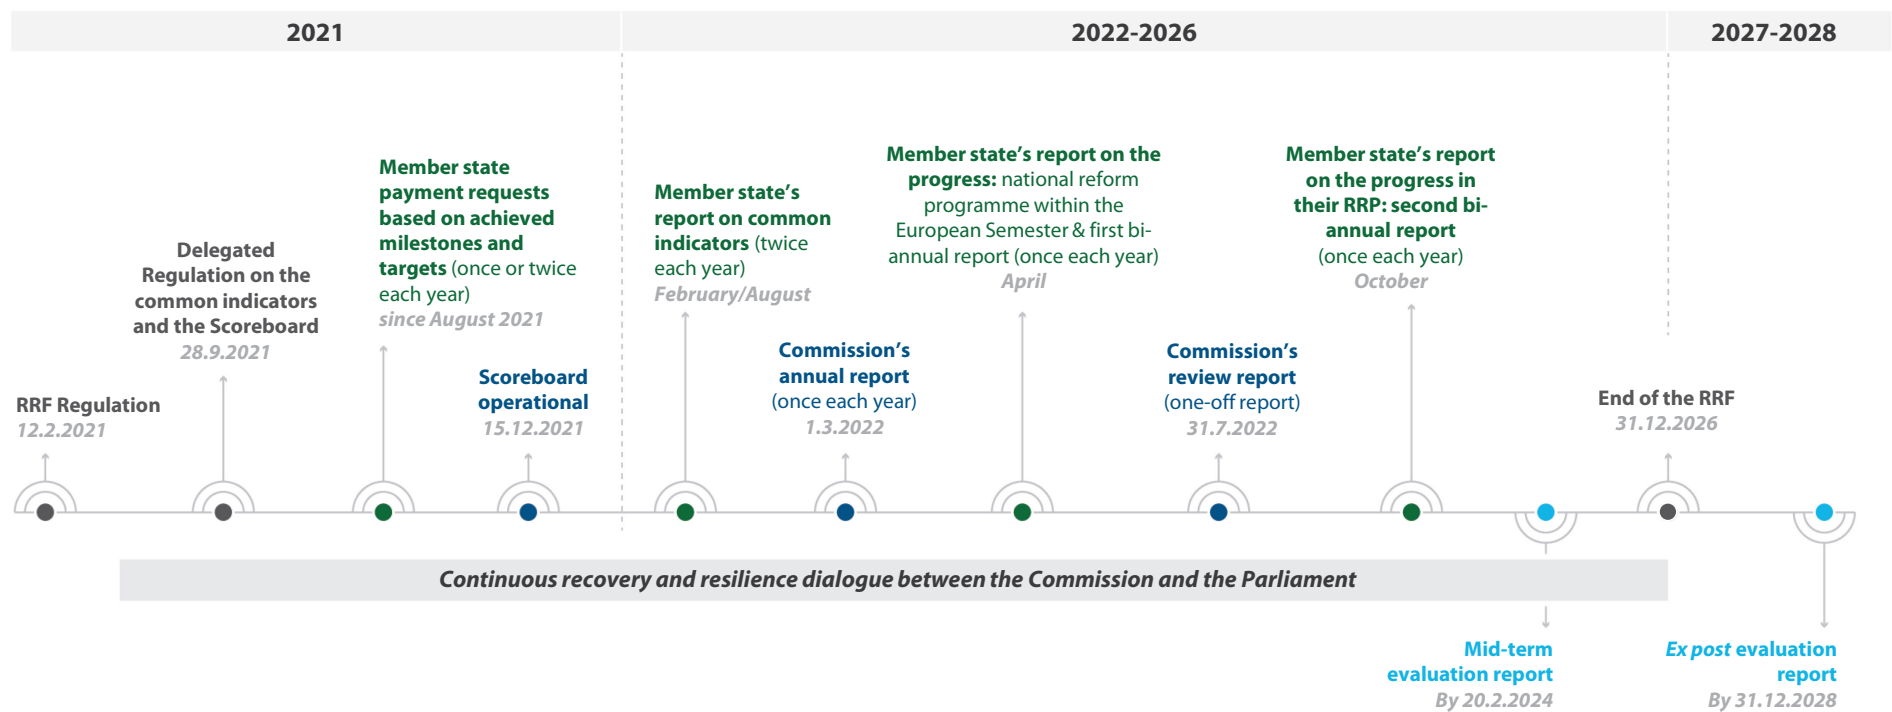 2021
2022-2026
2027-2028
RRF Regulation
12.2.2021
Delegated
Regulation on the
common indicators
and the Scoreboard
28.9.2021
Member state
payment requests
based on achieved
milestones and
targets (once or twice
each year)
since August 2021
Scoreboard
operational
15.12.2021
Member state’s
report on common
indicators (twice
each year)
February/August
Commission’s
annual report
(once each year)
1.3.2022
Member state’s report on the
progress: national reform
programme within the
European Semester & first bi-
annual report (once each year)
April
Commission’s
review report
(one-off report)
31.7.2022
Member state’s report
on the progress in
their RRP: second bi-
annual report
(once each year)
October
End of the RRF
31.12.2026
Continuous recovery and resilience dialogue between the Commission and the Parliament
Mid-term
evaluation report
By 20.2.2024
Ex post evaluation
report
By 31.12.2028